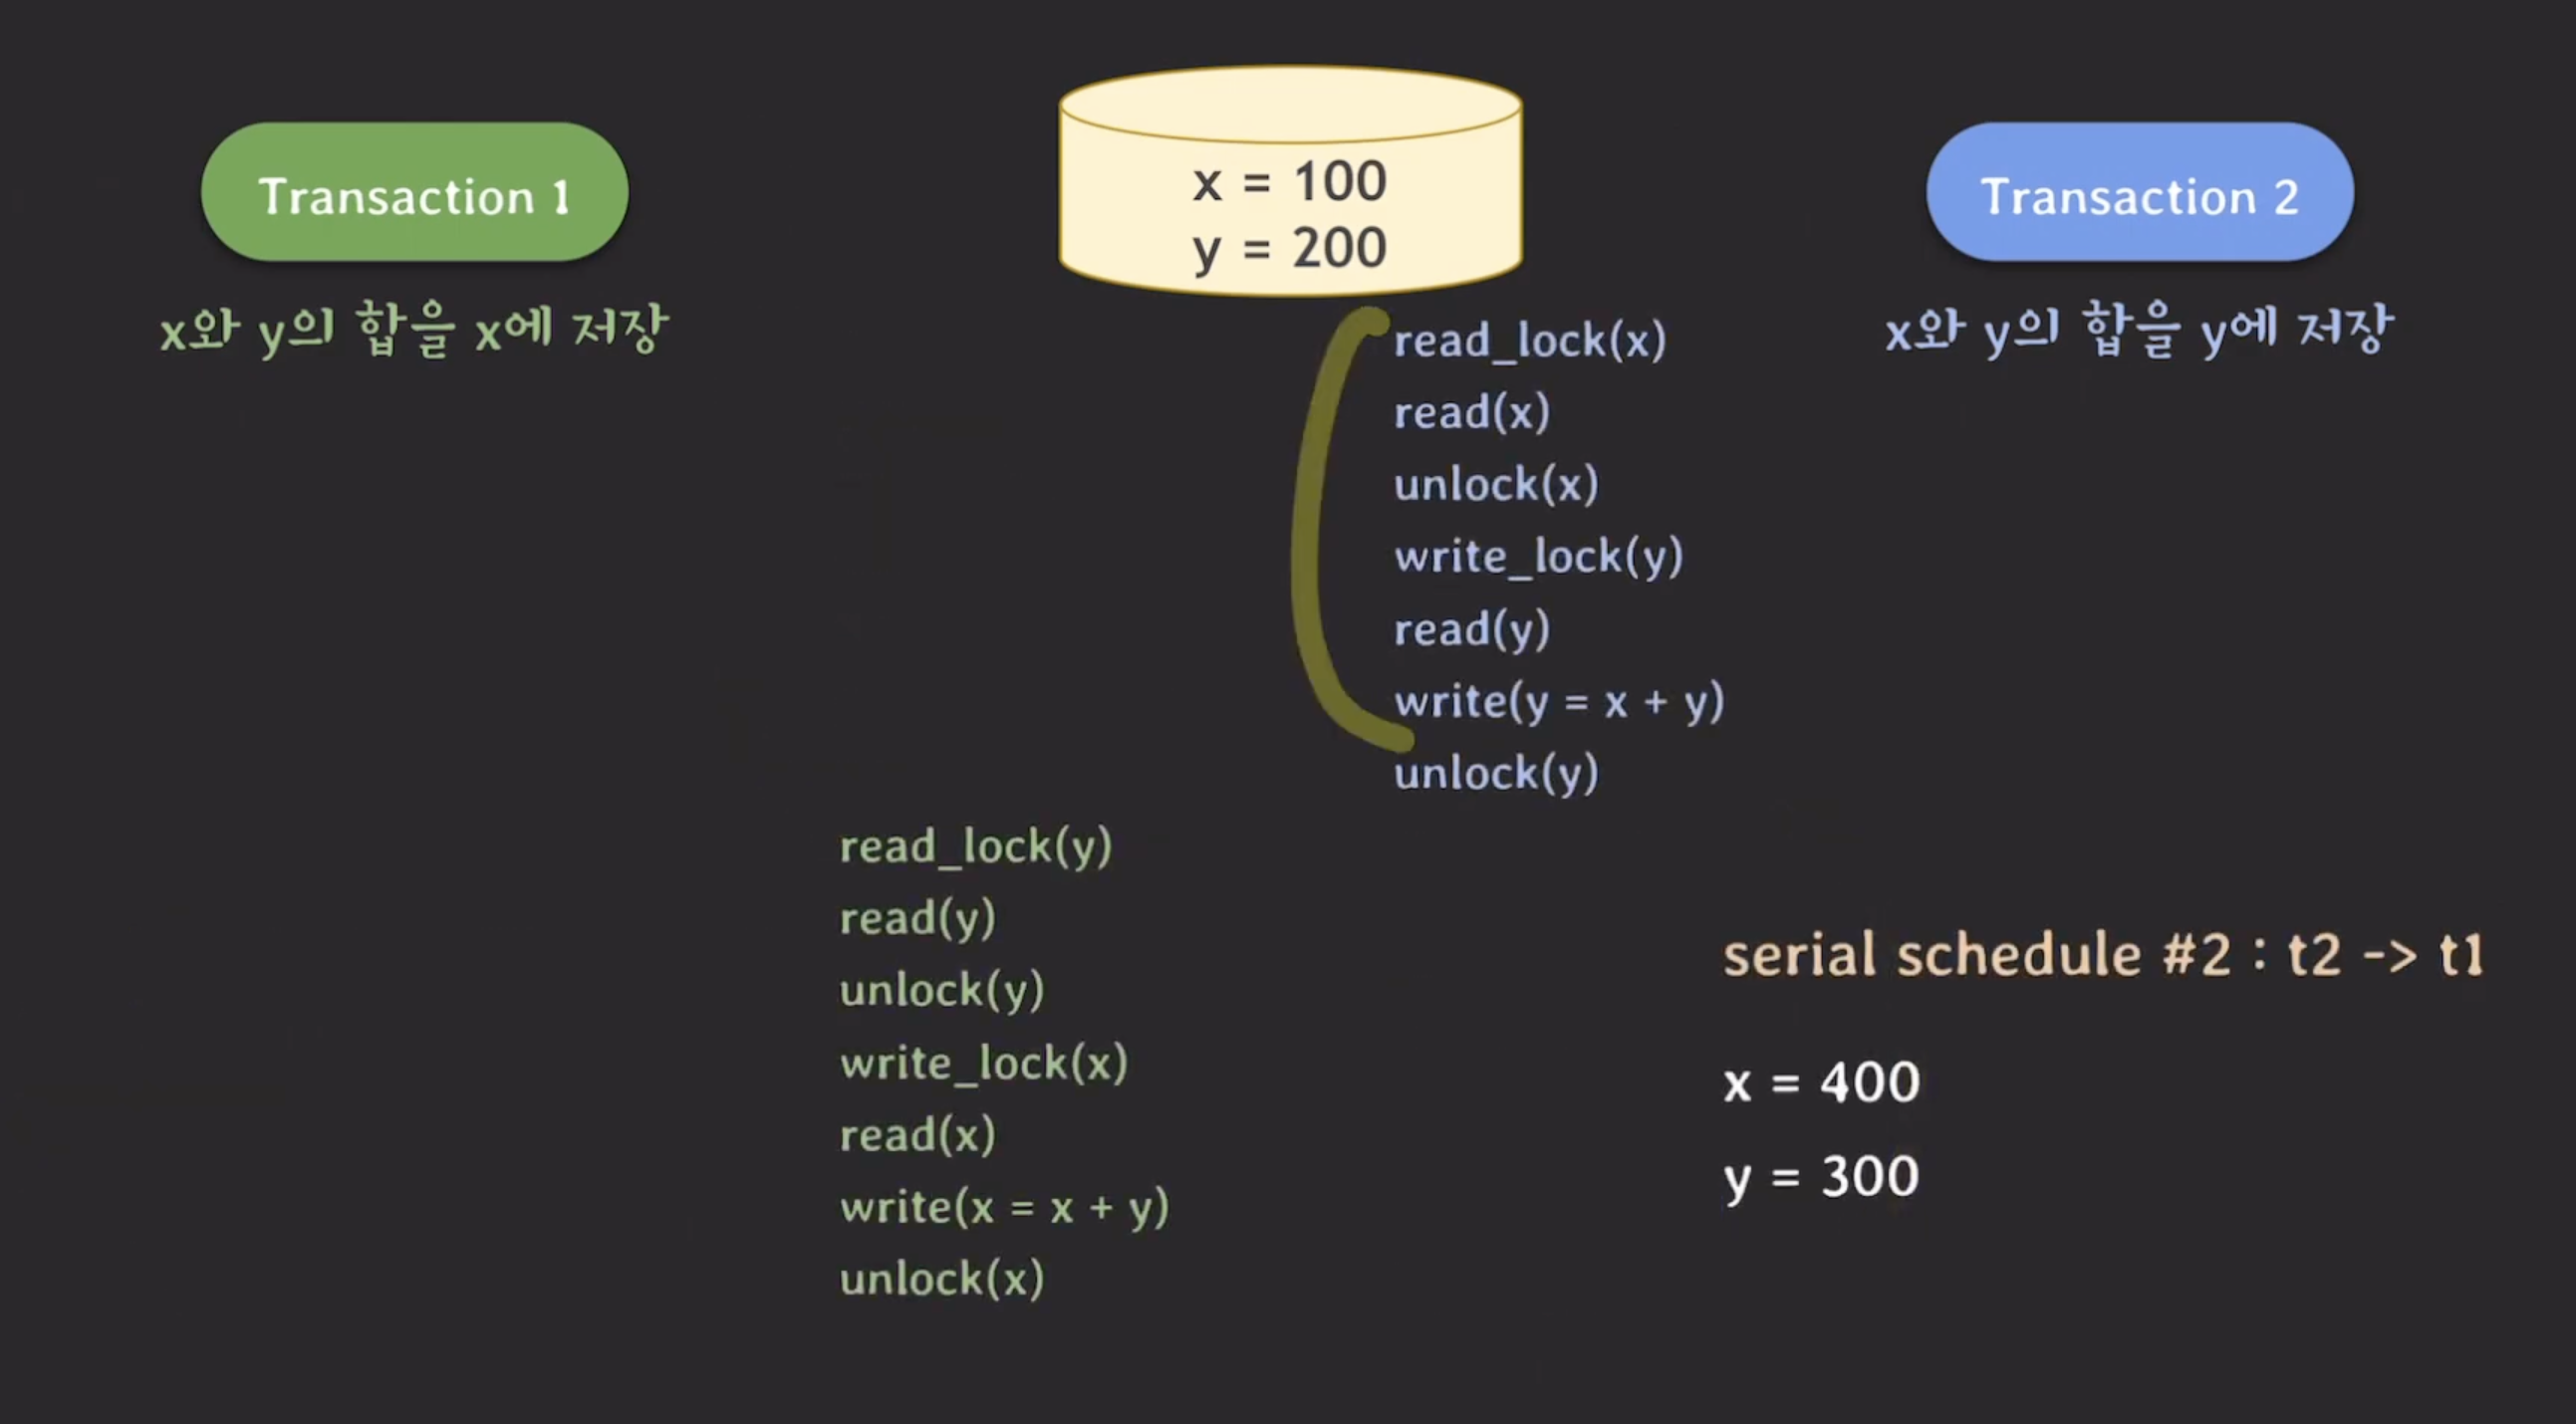 Transaction 1
x와 y의 합을 x에 저장
x = 100
y = 200
Transaction 2
x와 y의 합을 y에 저장
read_lock(x)
read(x)
unlock(x)
write_lock(y)
read(y)
write(y = x + y)
unlock(y)
read_lock(y)
read(y)
unlock(y)
write_lock(x)
read(x)
write(x = x + y)
unlock(x)
serial schedule #2 : t2 -> t1
x = 400
y = 300